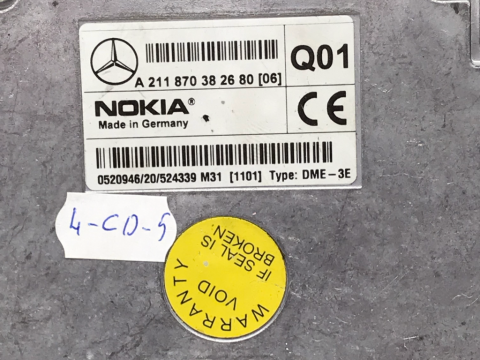 A 211 870 38 26 80 [06]
Q01
NOKIA®
Made in Germany
CE
0520946/20/524339 M31 [1101] Type: DME-3E
4-CD-5
WARRANTY
VOID
IF SEAL IS
BROKEN.